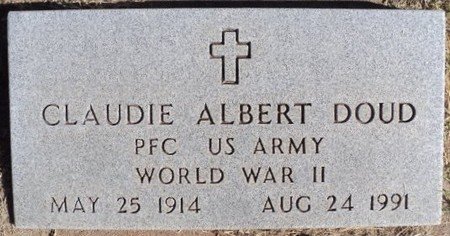 CLAUDIE ALBERT DOUD
PFC US ARMY
WORLD WAR II
MAY 25 1914 AUG 24 1991